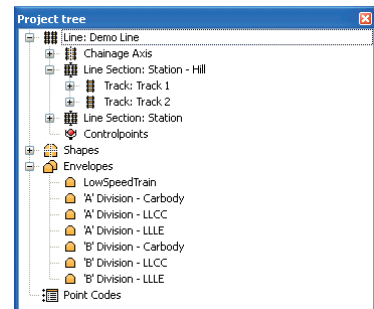 Project tree
Line: Demo Line
Chainage Axis
Line Section: Station - Hill
Track: Track 1
Track: Track 2
Line Section: Station
Controlpoints
Shapes
Envelopes
LowSpeedTrain
'A' Division - Carbody
'A' Division - LLCC
'A' Division - LLLE
'B' Division - Carbody
'B' Division - LLCC
'B' Division - LLLE
Point Codes